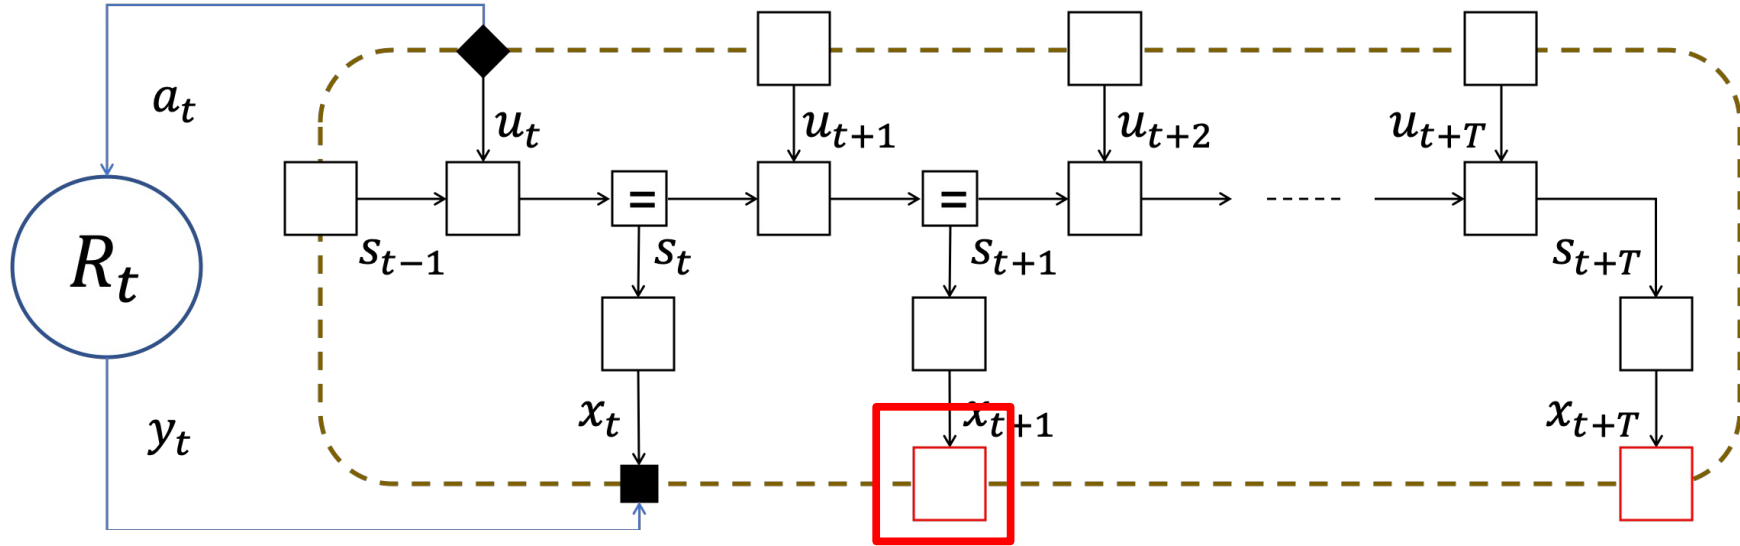 a_t
u_t
u_{t+1}
u_{t+2}
u_{t+T}
=
=
R_t
s_{t-1}
s_t
s_{t+1}
s_{t+T}
y_t
x_t
x_{t+1}
x_{t+T}